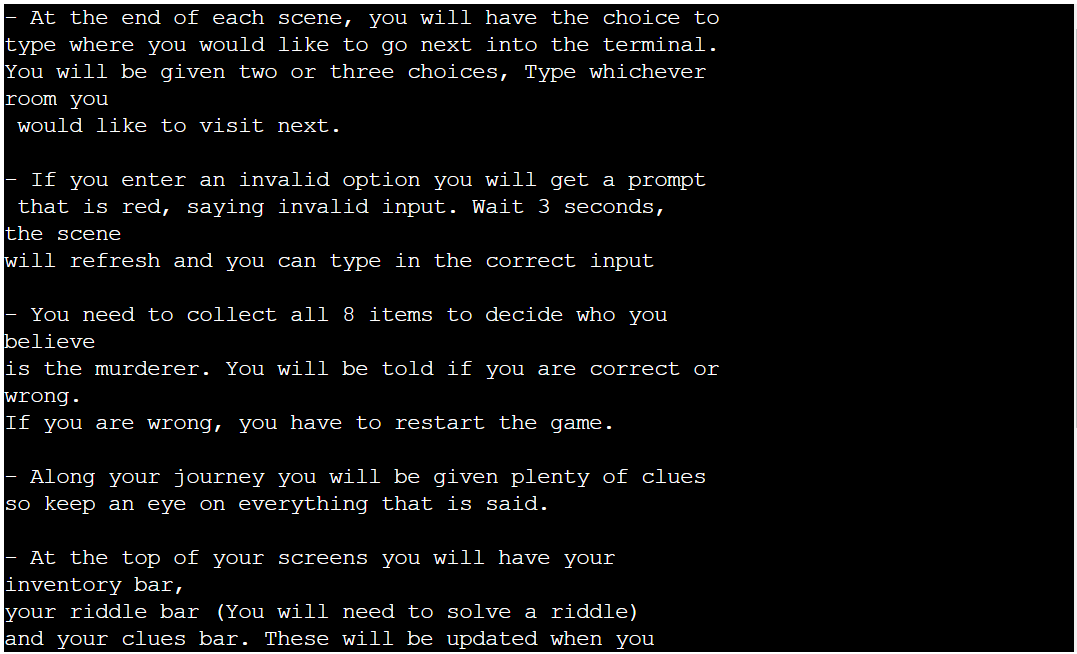 - At the end of each scene, you will have the choice to
type where you would like to go next into the terminal.
You will be given two or three choices, Type whichever
room you
would like to visit next.
- If you enter an invalid option you will get a prompt
that is red, saying invalid input. Wait 3 seconds,
the scene
will refresh and you can type in the correct input
- You need to collect all 8 items to decide who you
believe
is the murderer. You will be told if you are correct or
wrong.
If you are wrong, you have to restart the game.
- Along your journey you will be given plenty of clues
so keep an eye on everything that is said.
- At the top of your screens you will have your
inventory bar,
your riddle bar (You will need to solve a riddle)
and your clues bar. These will be updated when you